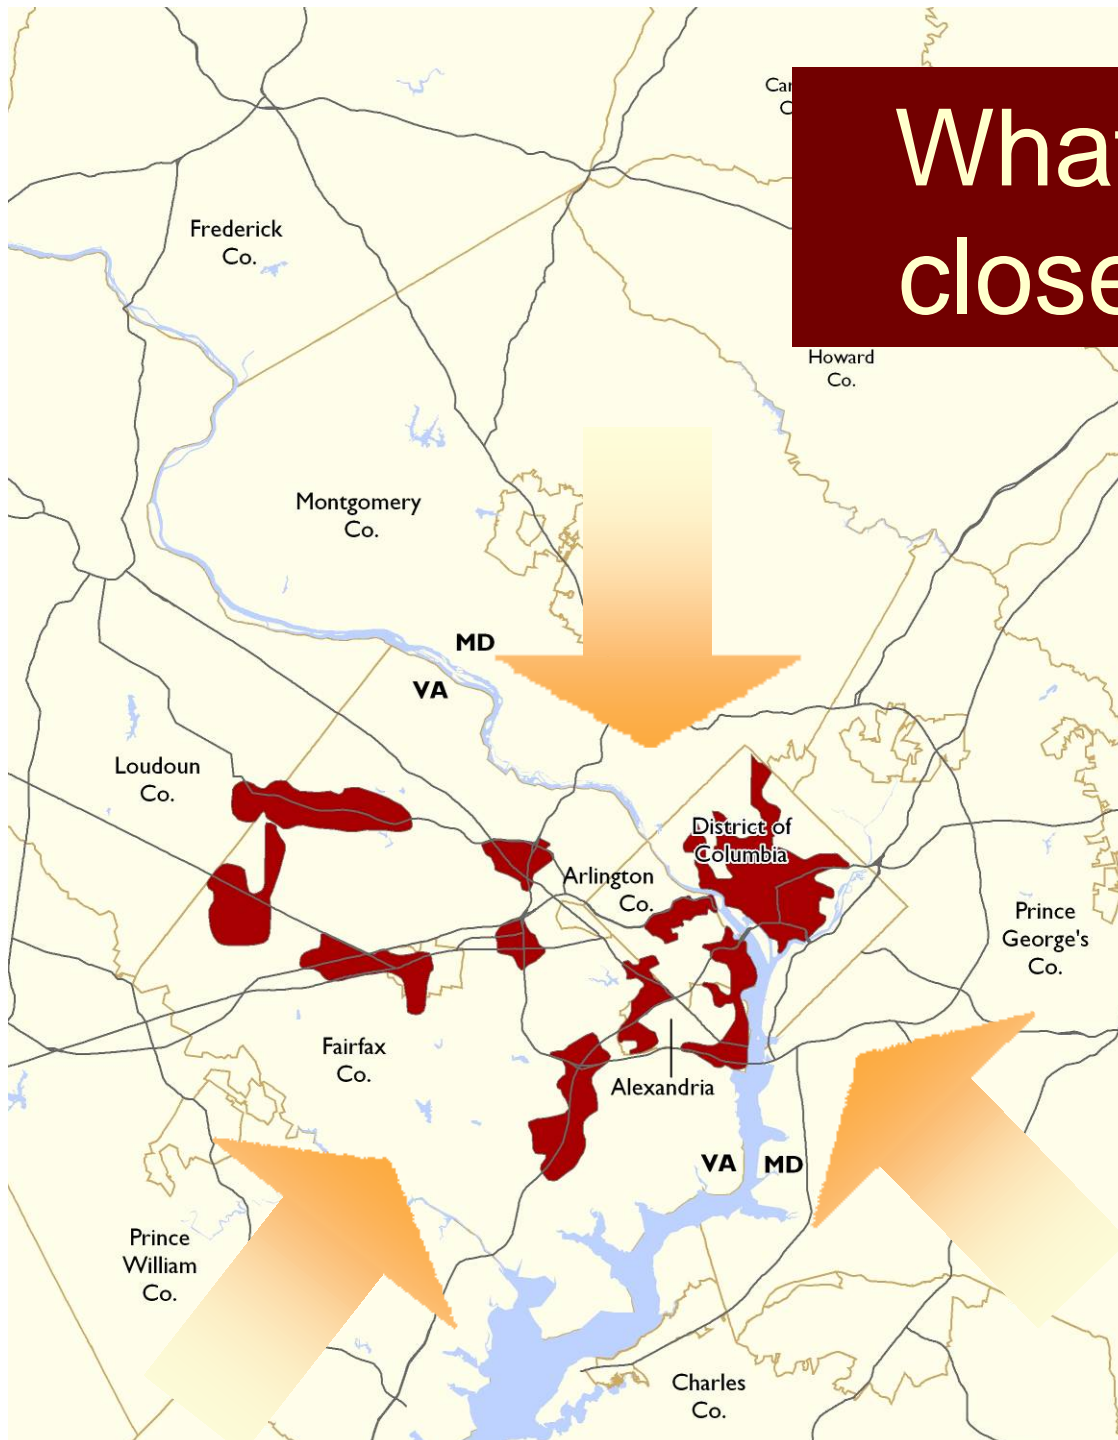 What
close
Frederick
Co.
Howard
Co.
Montgomery
Co.
MD
VA
Loudoun
Co.
District of
Columbia
Arlington
Co.
Prince
George's
Co.
Fairfax
Co.
Alexandria
VA
MD
Prince
William
Co.
Charles
Co.